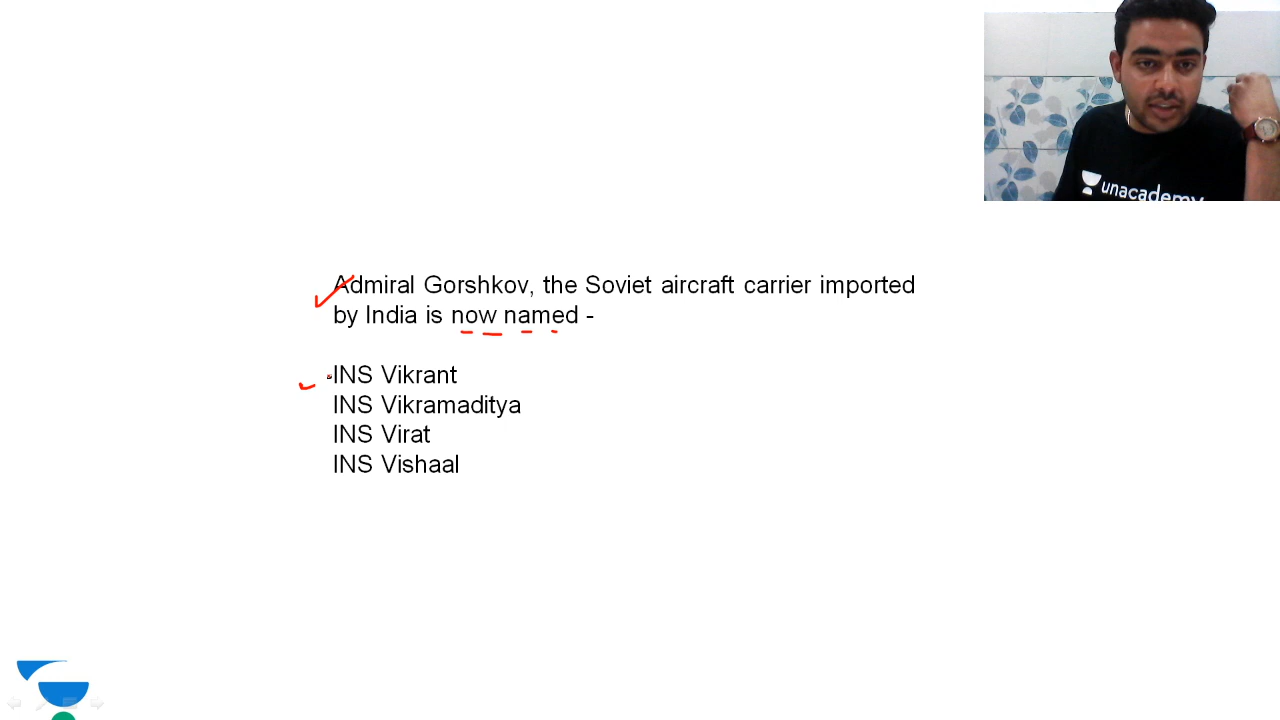 unacademy
Admiral Gorshkov, the Soviet aircraft carrier imported
by India is now named -
INS Vikrant
INS Vikramaditya
INS Virat
INS Vishaal